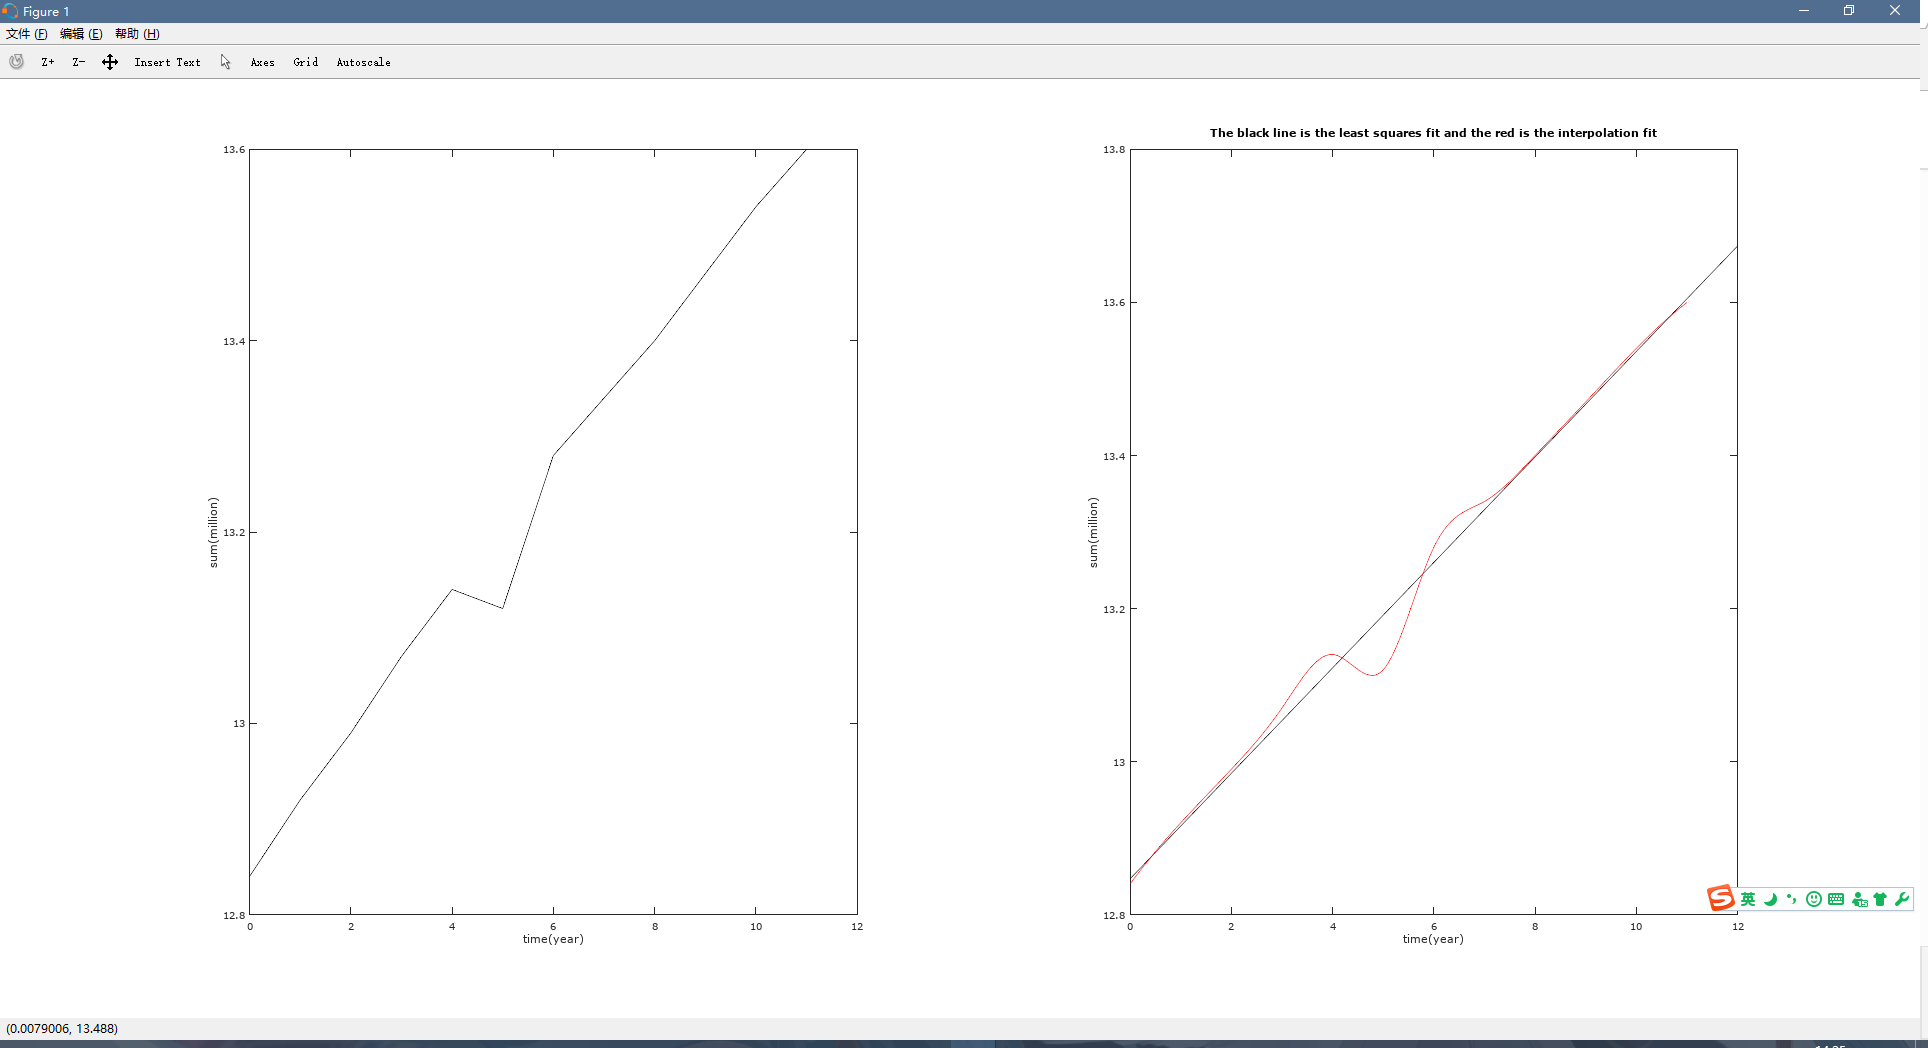 Figure 1
文件 (F) 编辑 (E) 帮助 (H)
Z+ Z- Insert Text Axes Grid Autoscale
13.6
13.4
13.2
13
12.8
sum(million)
0 2 4 6 8 10 12
time(year)
The black line is the least squares fit and the red is the interpolation fit
13.8
13.6
13.4
13.2
13
12.8
sum(million)
0 2 4 6 8 10 12
time(year)
S 英
(0.0079006, 13.488)